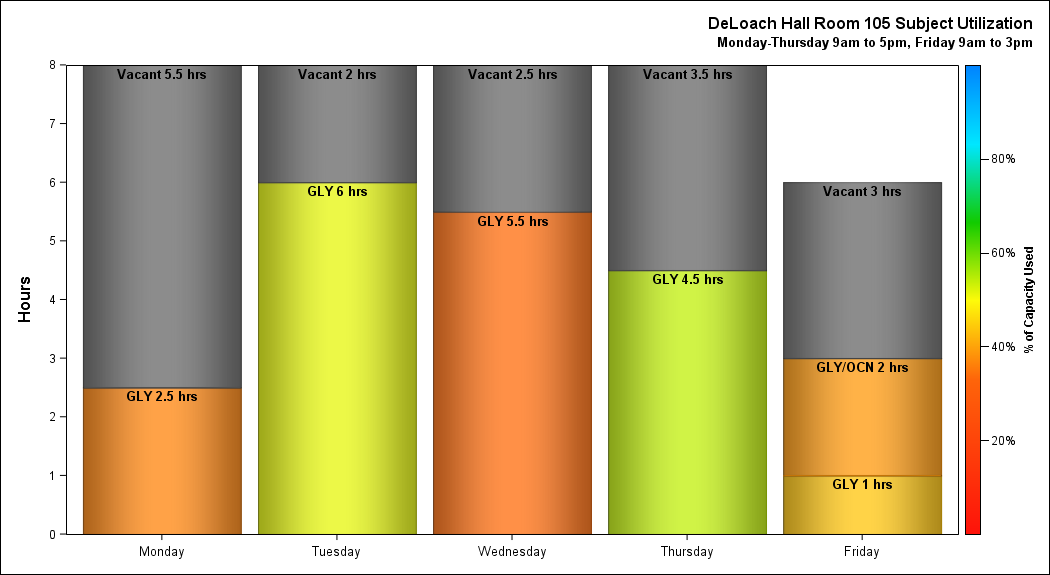 DeLoach Hall Room 105 Subject Utilization
Monday-Thursday 9am to 5pm, Friday 9am to 3pm
Hours
8
7
6
5
4
3
2
1
0
Vacant 5.5 hrs
GLY 2.5 hrs
Vacant 2 hrs
GLY 6 hrs
Vacant 2.5 hrs
GLY 5.5 hrs
Vacant 3.5 hrs
GLY 4.5 hrs
Vacant 3 hrs
GLY/OCN 2 hrs
GLY 1 hrs
Monday
Tuesday
Wednesday
Thursday
Friday
80%
60%
40%
20%
% of Capacity Used